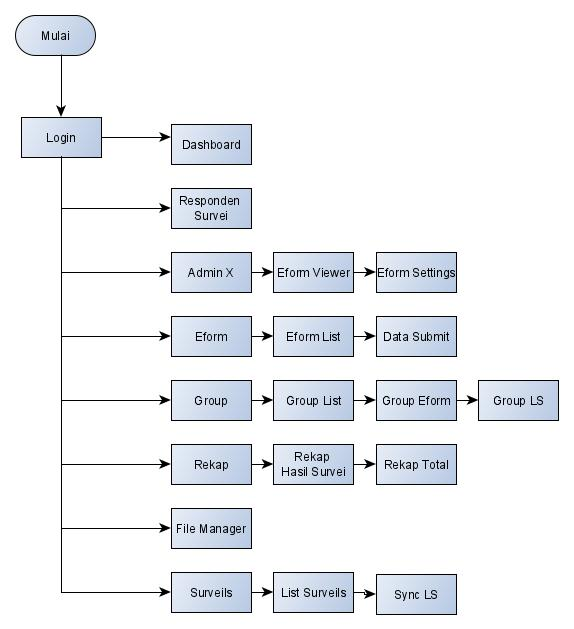 Mulai
Login
Dashboard
Responden
Survei
Admin X
Eform Viewer
Eform Settings
Eform
Eform List
Data Submit
Group
Group List
Group Eform
Group LS
Rekap
Rekap
Hasil Survei
Rekap Total
File Manager
Surveils
List Surveils
Sync LS